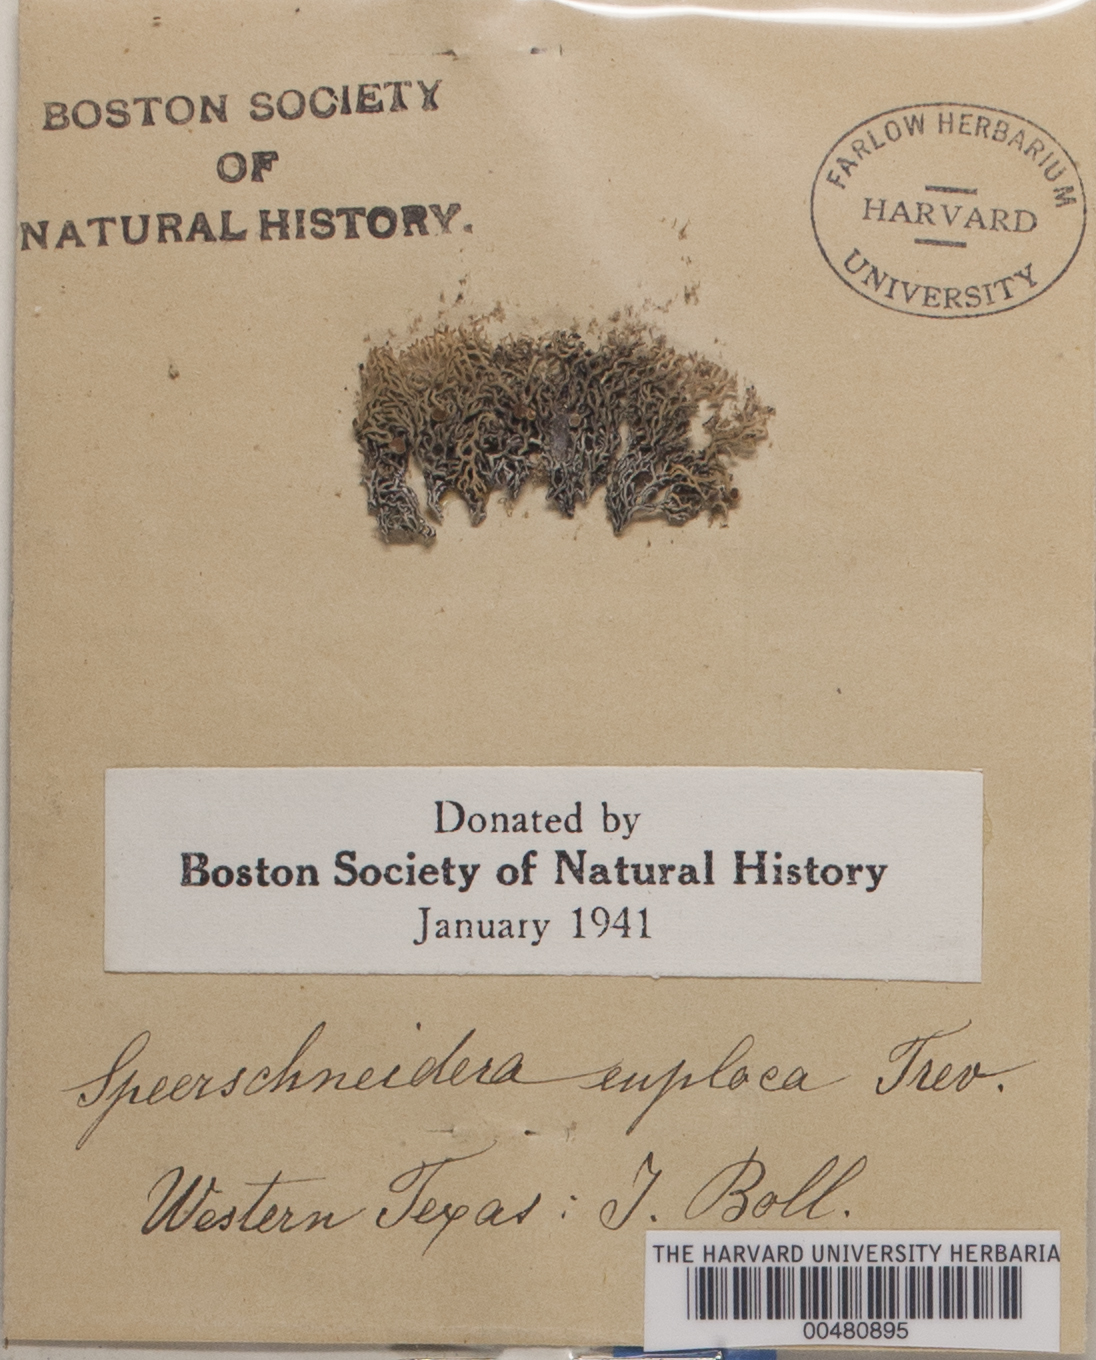 BOSTON SOCIETY
OF
NATURAL HISTORY.
FARLOW HERBARIUM
HARVARD
UNIVERSITY
Donated by
Boston Society of Natural History
January 1941
Speerschneidera euploca Trev.
Western Texas: J. Boll.
THE HARVARD UNIVERSITY HERBARIA
00480895